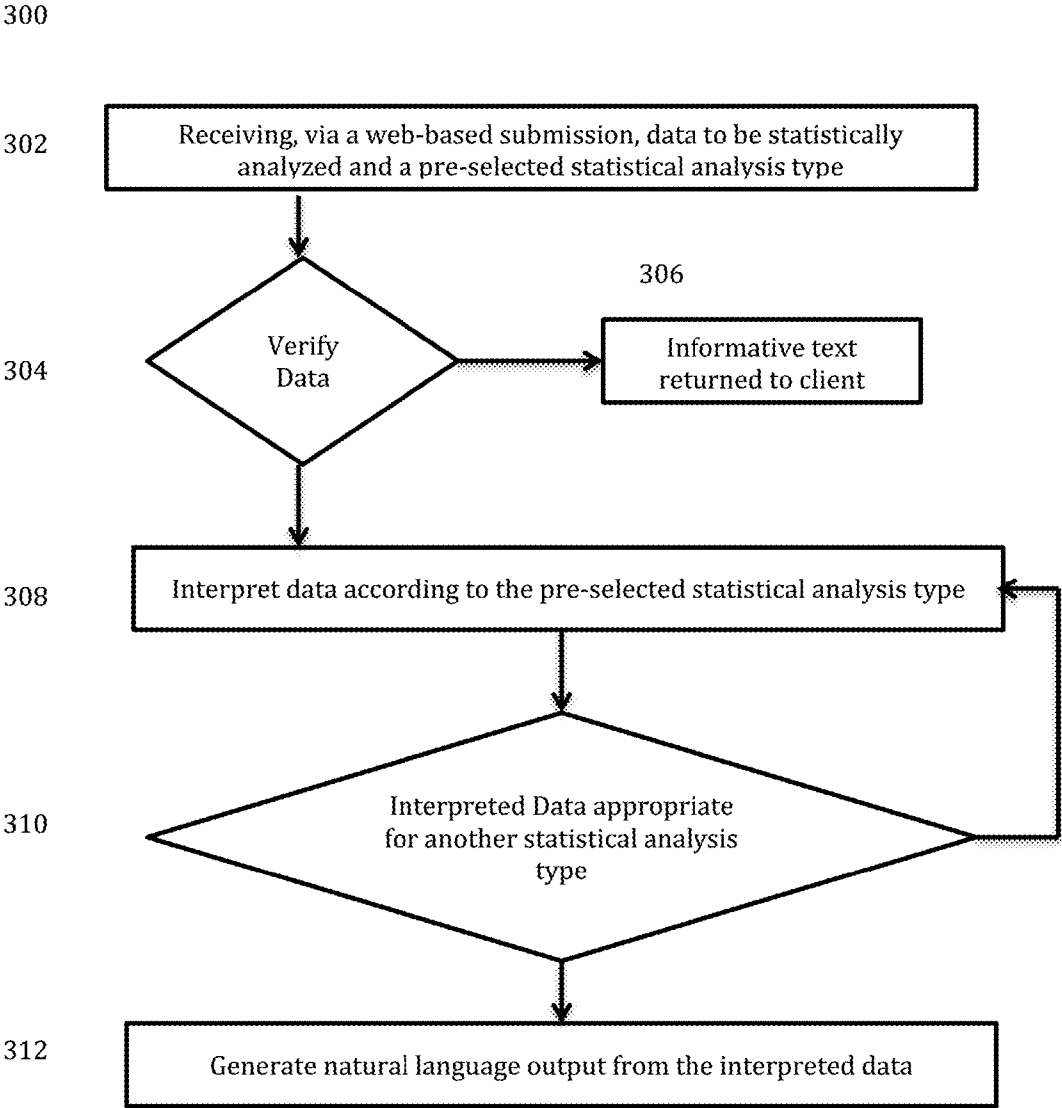 300
302
Receiving, via a web-based submission, data to be statistically
analyzed and a pre-selected statistical analysis type
304
Verify
Data
306
Informative text
returned to client
308
Interpret data according to the pre-selected statistical analysis type
310
Interpreted Data appropriate
for another statistical analysis
type
312
Generate natural language output from the interpreted data